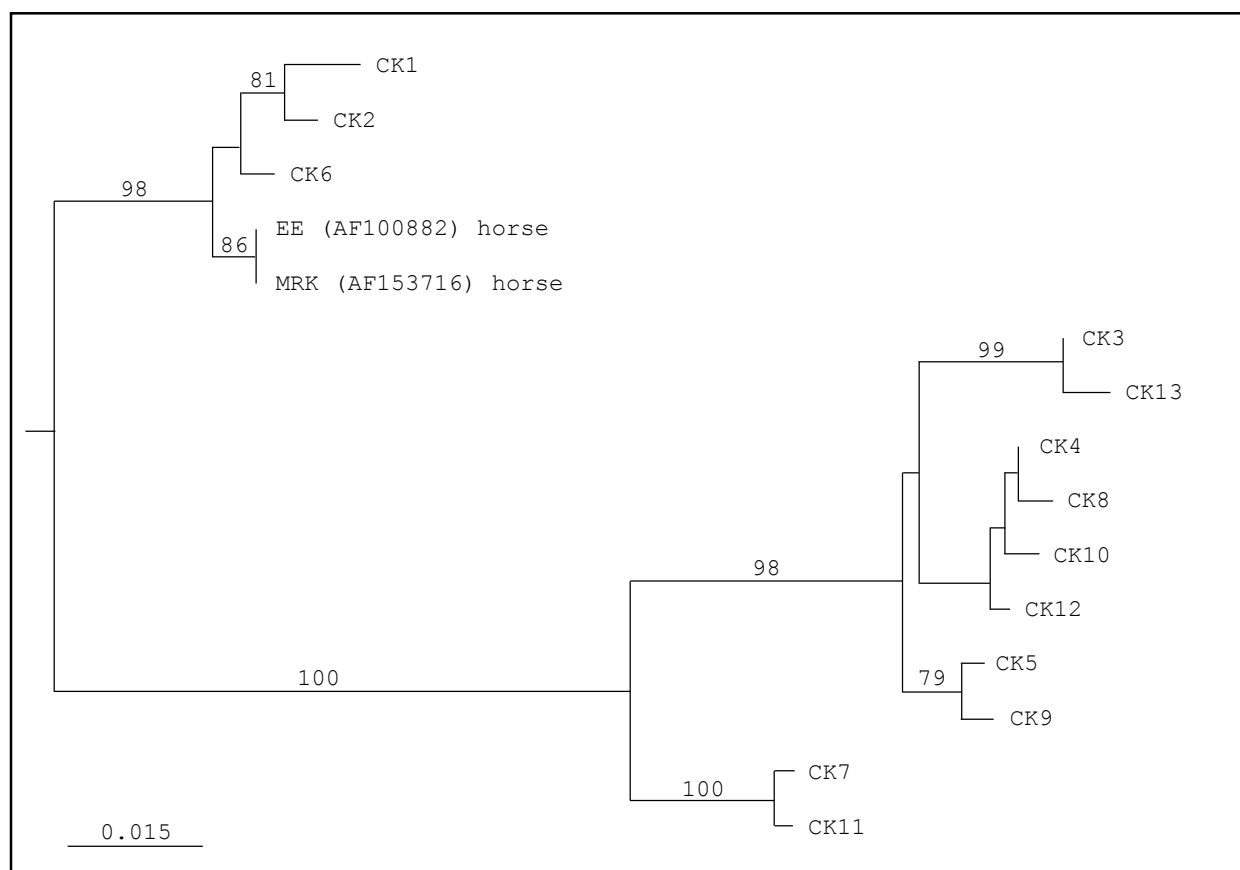 CK1
81
CK2
CK6
98
EE (AF100882) horse
86
MRK (AF153716) horse
CK3
99
CK13
CK4
CK8
CK10
98
CK12
CK5
100
79
CK9
CK7
100
CK11
0.015